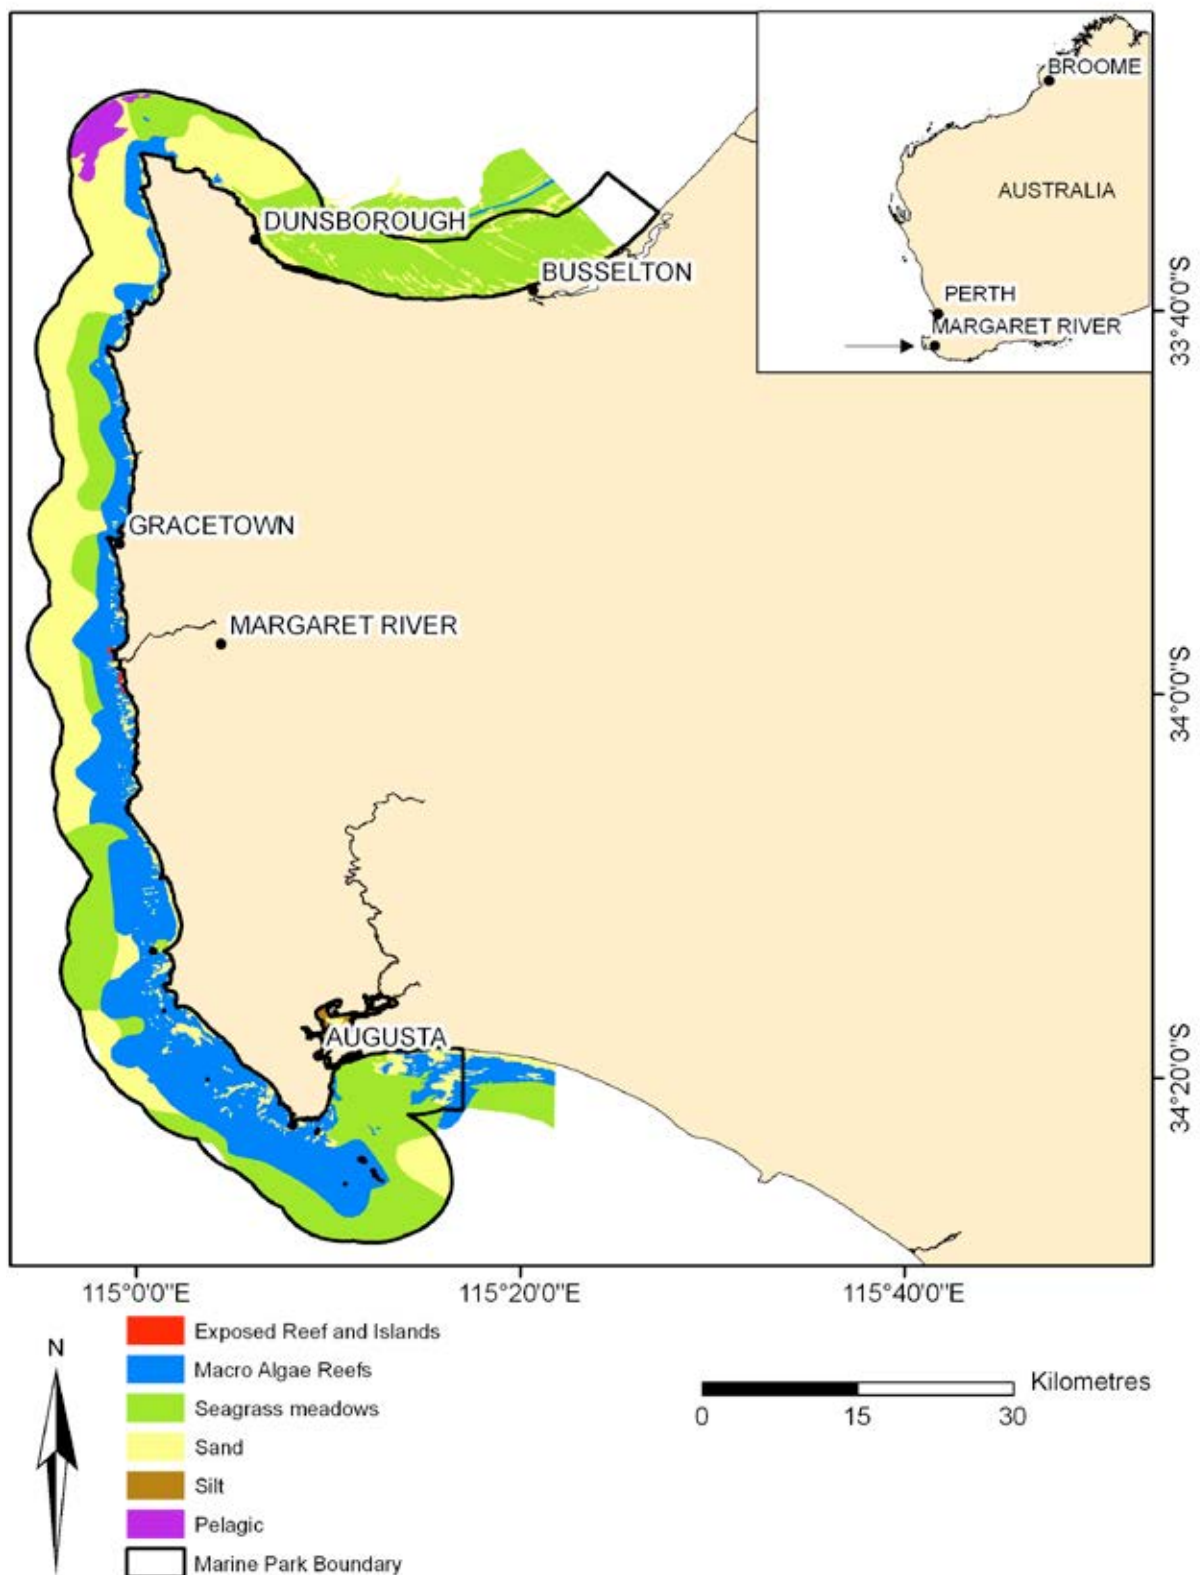 BROOME
AUSTRALIA
PERTH
MARGARET RIVER
DUNSBOROUGH
BUSSELTON
33°40'0"S
GRACETOWN
MARGARET RIVER
34°0'0"S
AUGUSTA
34°20'0"S
115°0'0"E
115°20'0"E
115°40'0"E
N
Exposed Reef and Islands
Macro Algae Reefs
Seagrass meadows
Sand
Silt
Pelagic
Marine Park Boundary
Kilometres
0 15 30